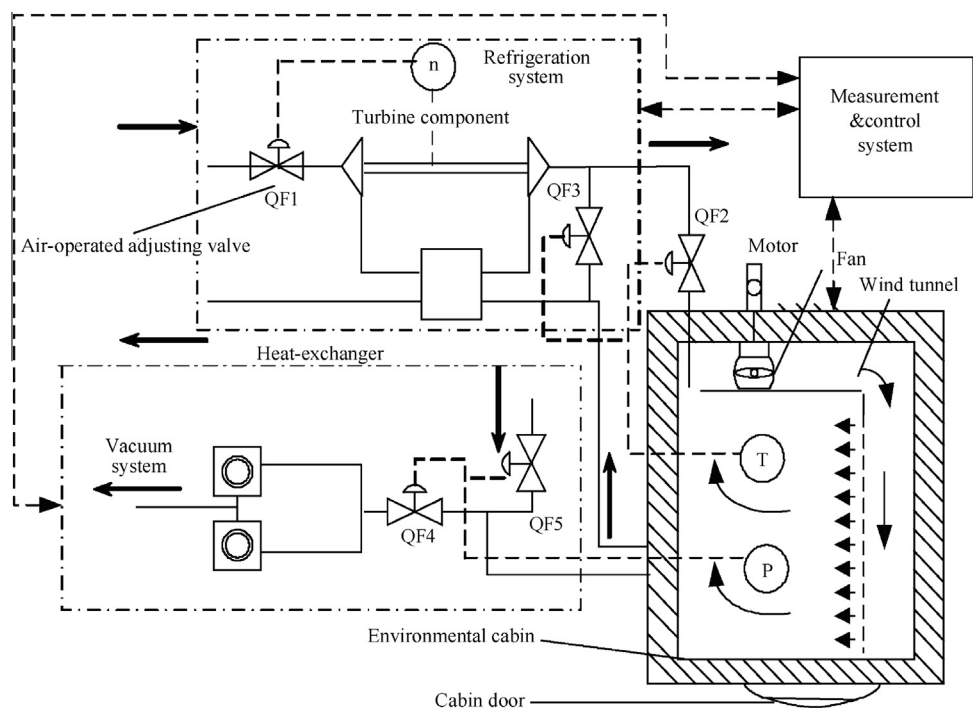 n
Refrigeration
system
Measurement
&control
system
Turbine component
QF1
QF3
QF2
Air-operated adjusting valve
Motor
Fan
Wind tunnel
Heat-exchanger
Vacuum
system
T
QF4
QF5
P
Environmental cabin
Cabin door